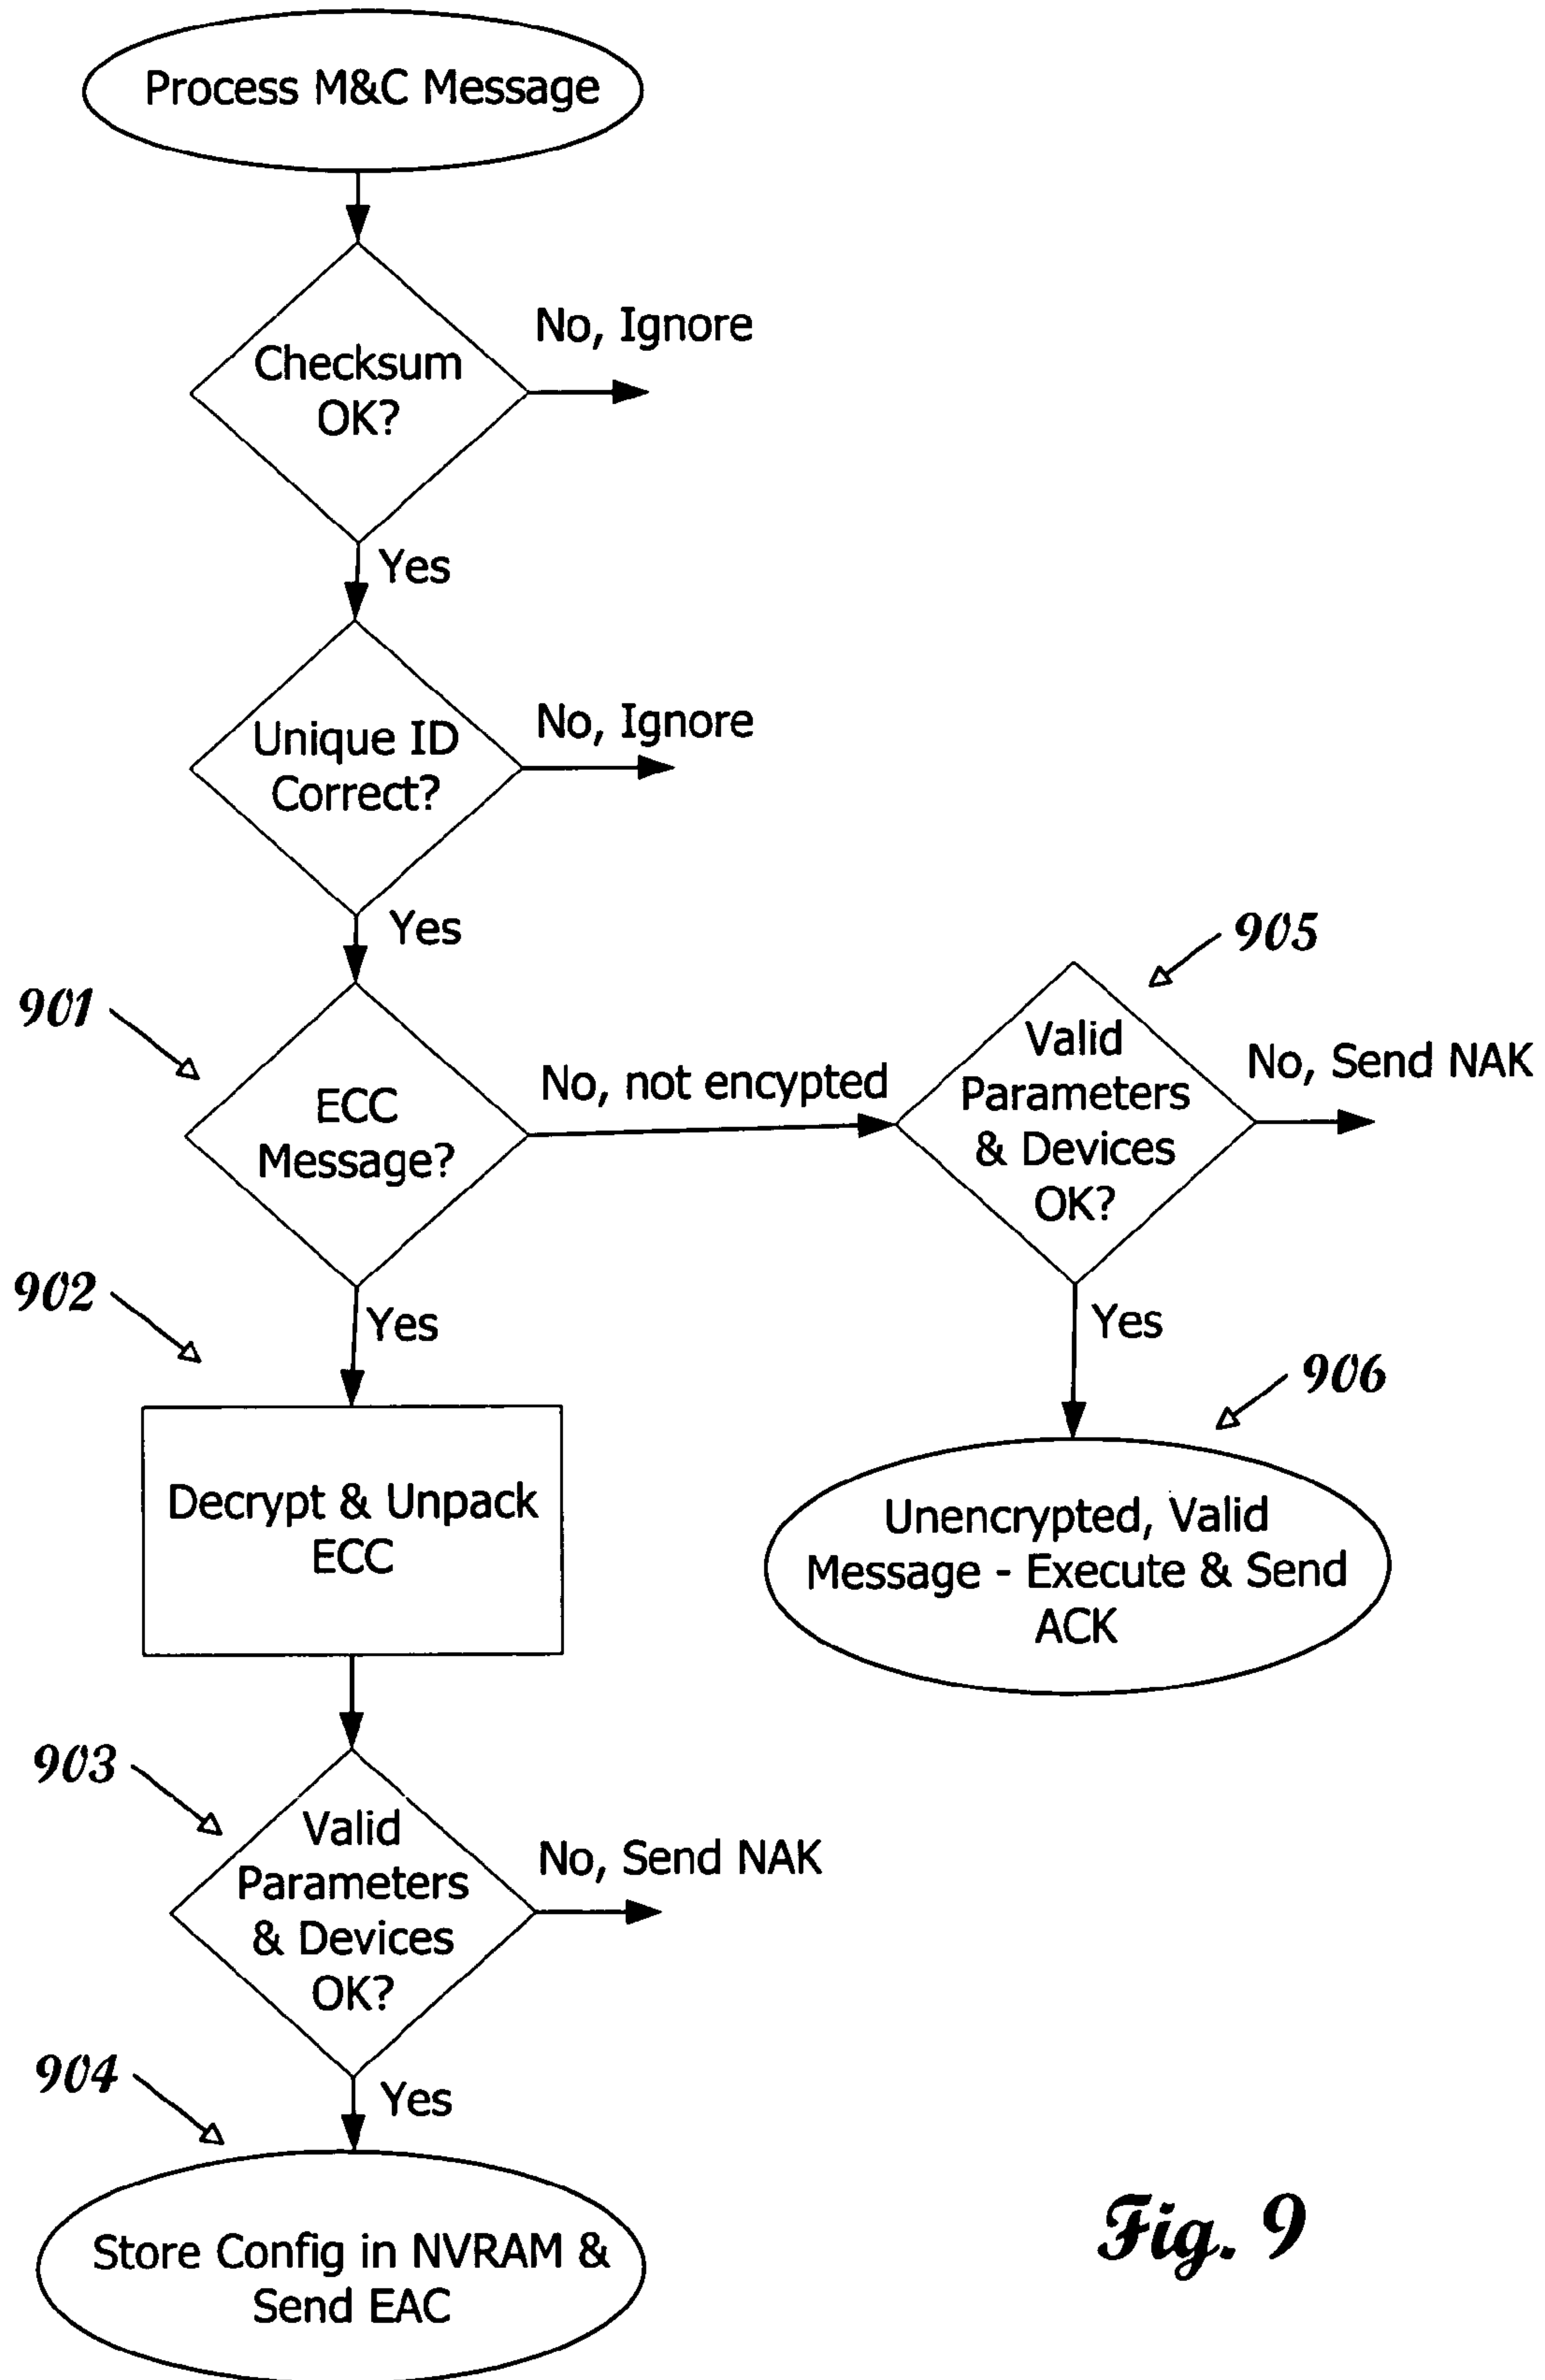 Process M&C Message
No, Ignore
Checksum
OK?
Yes
No, Ignore
Unique ID
Correct?
Yes
901
ECC
Message?
No, not encypted
905
Valid
Parameters
& Devices
OK?
No, Send NAK
Yes
906
Unencrypted, Valid
Message - Execute & Send
ACK
902
Yes
Decrypt & Unpack
ECC
903
Valid
Parameters
& Devices
OK?
No, Send NAK
904
Yes
Store Config in NVRAM &
Send EAC
Fig. 9